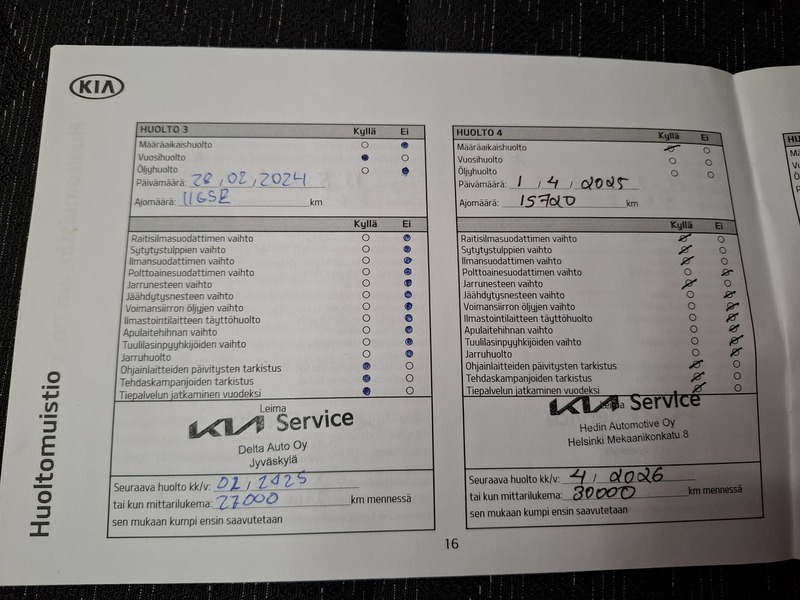 KIA
HUOLTO 3 Kyllä Ei
Määräaikaishuolto
Vuosihuolto
Öljyhuolto
Päivämäärä: 28,02,2024
Ajomäärä: km
Raitisilmasuodattimen vaihto Kyllä Ei
Sytytystulppien vaihto
Ilmansuodattimen vaihto
Polttoainesuodattimen vaihto
Jarrunesteen vaihto
Jäähdytysnesteen vaihto
Voimansiirron öljyjen vaihto
Ilmastointilaitteen täyttöhuolto
Apulaitehihnan vaihto
Tuulilasinpyyhkijöiden vaihto
Jarruhuolto
Ohjainlaitteiden päivitysten tarkistus
Tehdaskampanjoiden tarkistus
Tiepalvelun jatkaminen vuodeksi
Leima
KIA Service
Delta Auto Oy
Jyväskylä
Seuraava huolto kk/v: 02, 2025
tai kun mittarilukema: 27000 km mennessä
sen mukaan kumpi ensin saavutetaan
HUOLTO 4 Kyllä Ei
Määräaikaishuolto
Vuosihuolto
Öljyhuolto
Päivämäärä: 1,4,2025
Ajomäärä: 15720 km
Kyllä Ei
Raitisilmasuodattimen vaihto
Sytytystulppien vaihto
Ilmansuodattimen vaihto
Polttoainesuodattimen vaihto
Jarrunesteen vaihto
Jäähdytysnesteen vaihto
Voimansiirron öljyjen vaihto
Ilmastointilaitteen täyttöhuolto
Apulaitehihnan vaihto
Tuulilasinpyyhkijöiden vaihto
Jarruhuolto
Ohjainlaitteiden päivitysten tarkistus
Tehdaskampanjoiden tarkistus
Tiepalvelun jatkaminen vuodeksi
Leima
KIA Service
Hedin Automotive Oy
Helsinki Mekaanikonkatu 8
Seuraava huolto kk/v: 4, 2026
tai kun mittarilukema: 30000 km mennessä
sen mukaan kumpi ensin saavutetaan
Huoltomuistio
16